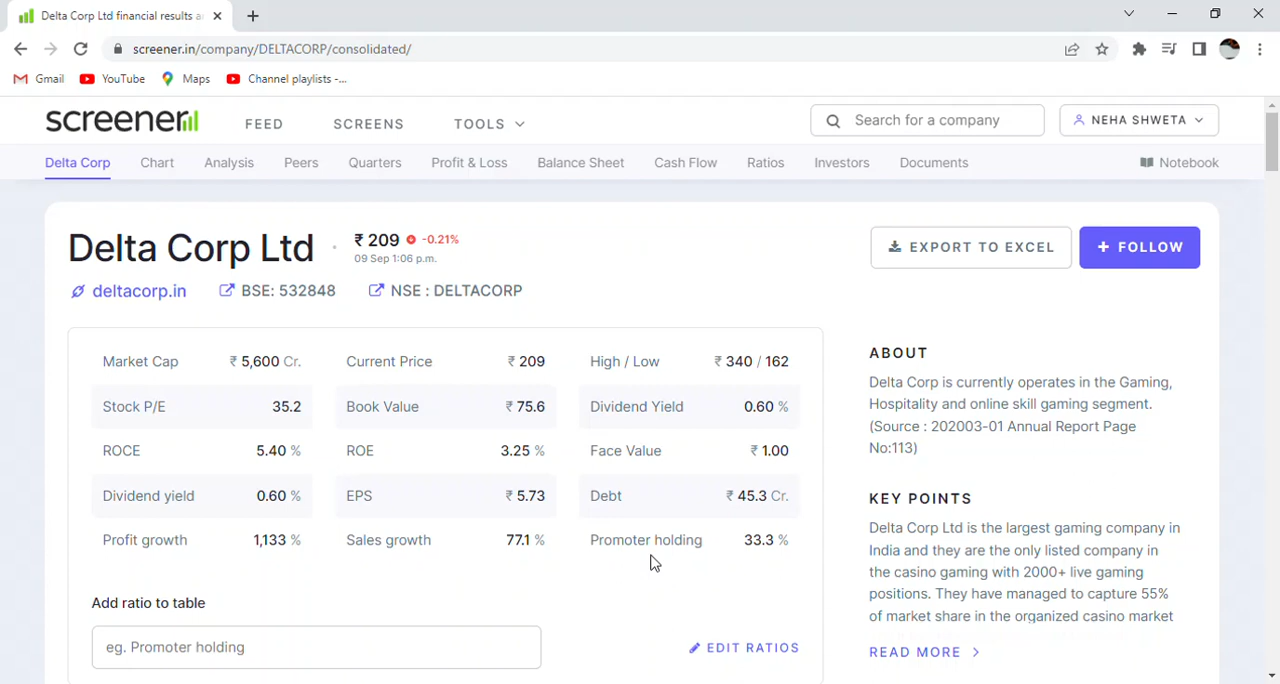 Delta Corp Ltd financial results a
screener.in/company/DELTACORP/consolidated/
Gmail YouTube Maps Channel playlists -...
screener FEED SCREENS TOOLS Search for a company NEHA SHWETA
Delta Corp Chart Analysis Peers Quarters Profit & Loss Balance Sheet Cash Flow Ratios Investors Documents Notebook
Delta Corp Ltd ₹ 209 -0.21% EXPORT TO EXCEL + FOLLOW
09 Sep 1:06 p.m.
deltacorp.in BSE: 532848 NSE : DELTACORP
Market Cap ₹ 5,600 Cr. Current Price ₹ 209 High / Low ₹ 340 / 162
Stock P/E 35.2 Book Value ₹ 75.6 Dividend Yield 0.60 %
ROCE 5.40 % ROE 3.25 % Face Value ₹ 1.00
Dividend yield 0.60 % EPS ₹ 5.73 Debt ₹ 45.3 Cr.
Profit growth 1,133 % Sales growth 77.1 % Promoter holding 33.3 %
Add ratio to table
eg. Promoter holding EDIT RATIOS
ABOUT
Delta Corp is currently operates in the Gaming,
Hospitality and online skill gaming segment.
(Source : 202003-01 Annual Report Page
No:113)
KEY POINTS
Delta Corp Ltd is the largest gaming company in
India and they are the only listed company in
the casino gaming with 2000+ live gaming
positions. They have managed to capture 55%
of market share in the organized casino market
READ MORE